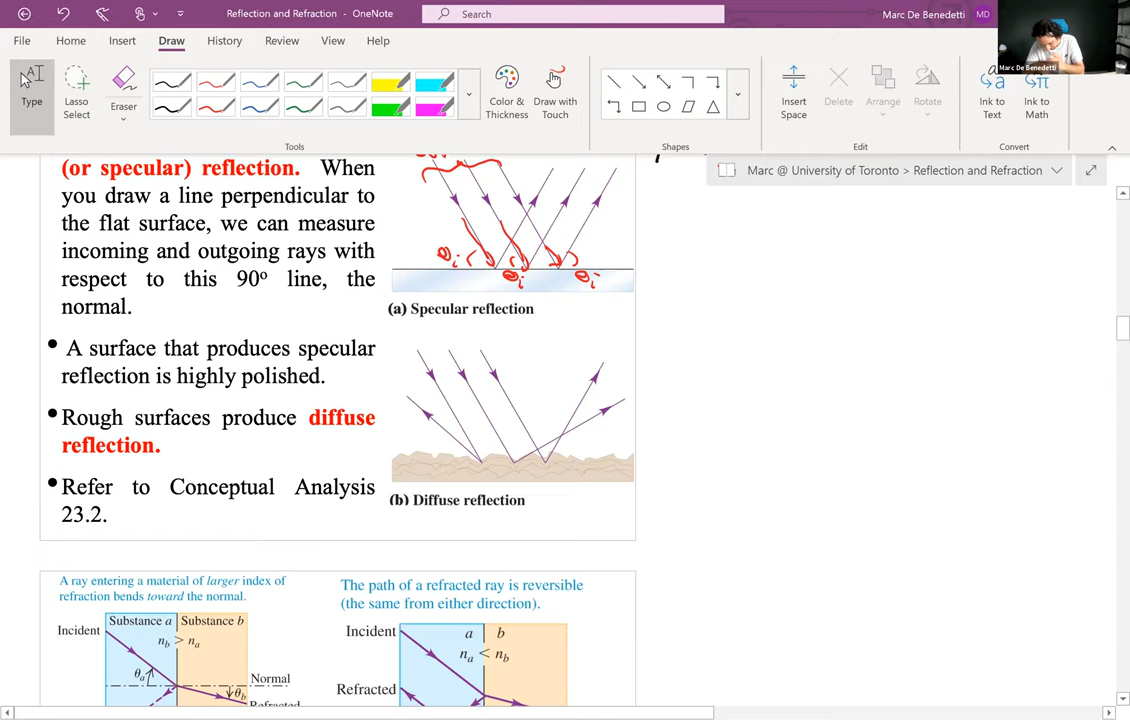 Reflection and Refraction - OneNote
Search
Marc De Benedetti
MD
Marc De Benedetti
File
Home
Insert
Draw
History
Review
View
Help
Type
Lasso
Select
Eraser
Color &
Thickness
Draw with
Touch
Insert
Space
Delete
Arrange
Rotate
Ink to
Text
Ink to
Math
Tools
Shapes
Edit
Convert
Marc @ University of Toronto > Reflection and Refraction
(or specular) reflection. When
you draw a line perpendicular to
the flat surface, we can measure
incoming and outgoing rays with
respect to this 90º line, the
normal.
θi
θi
θi
(a) Specular reflection
• A surface that produces specular
reflection is highly polished.
• Rough surfaces produce diffuse
reflection.
• Refer to Conceptual Analysis
23.2.
(b) Diffuse reflection
A ray entering a material of larger index of
refraction bends toward the normal.
Substance a
Substance b
Incident
nb > na
θa
Normal
θb
Refracted
The path of a refracted ray is reversible
(the same from either direction).
Incident
a
b
na < nb
Refracted